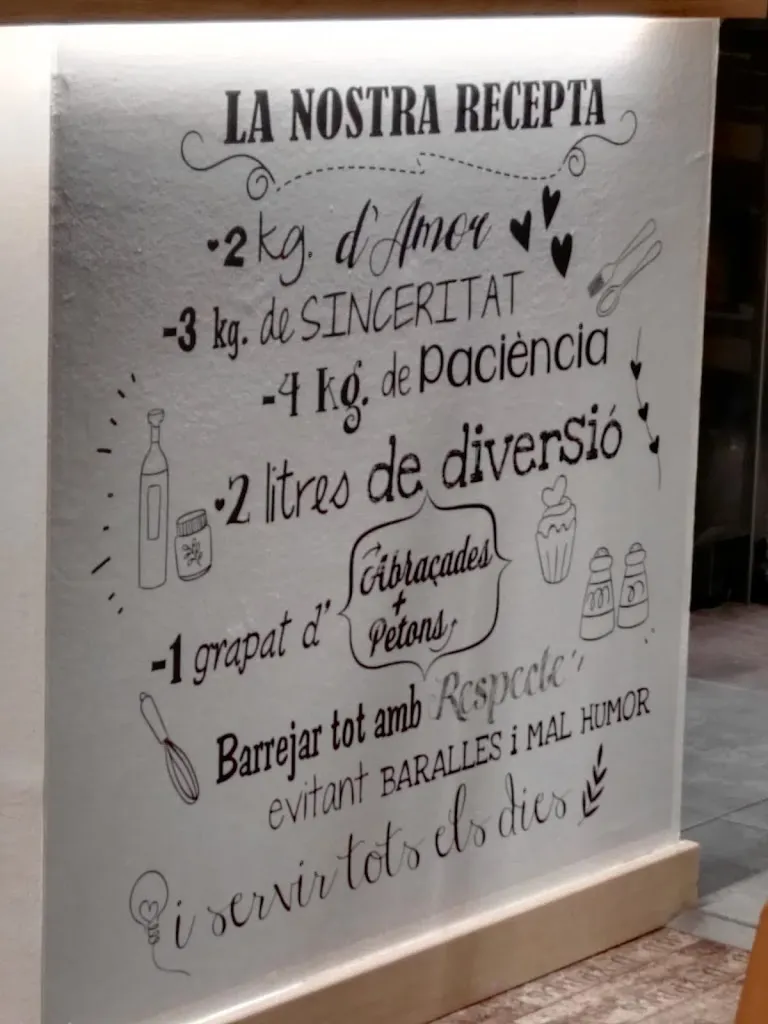 LA NOSTRA RECEPTA
2 kg. d'Amor
-3 kg. de SINCERITAT
-4 kg. de paciència
2 litres de diversió
-1 grapat d' Abraçades
+
Petons
Barrejar tot amb Respecte
evitant BARALLES i MAL HUMOR
i servir tots els dies